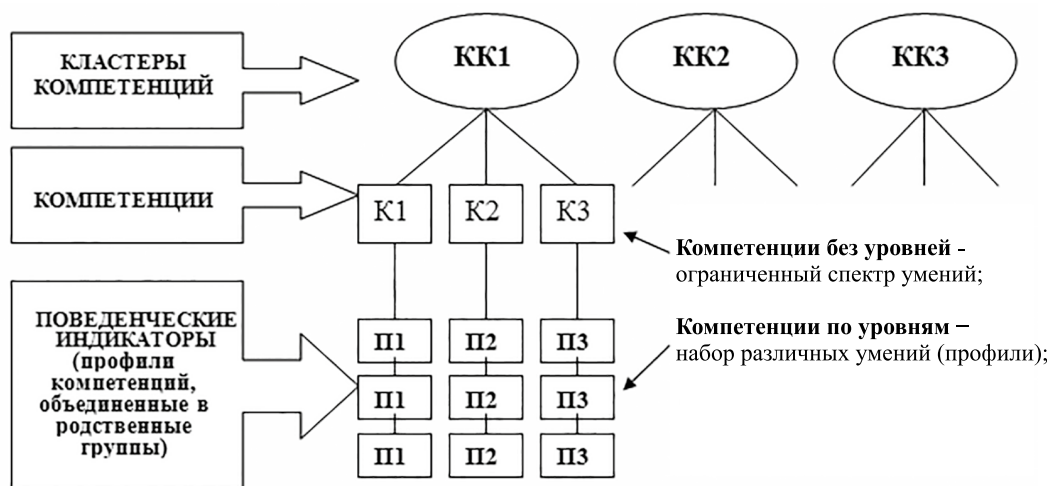 КЛАСТЕРЫ
КОМПЕТЕНЦИЙ
КК1
КК2
КК3
КОМПЕТЕНЦИИ
К1
К2
К3
Компетенции без уровней -
ограниченный спектр умений;
ПОВЕДЕНЧЕСКИЕ
ИНДИКАТОРЫ
(профили
компетенций,
объединенные в
родственные
группы)
П1
П2
П3
П1
П2
П3
П1
П2
П3
Компетенции по уровням –
набор различных умений (профили);